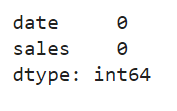 date 0
sales 0
dtype: int64